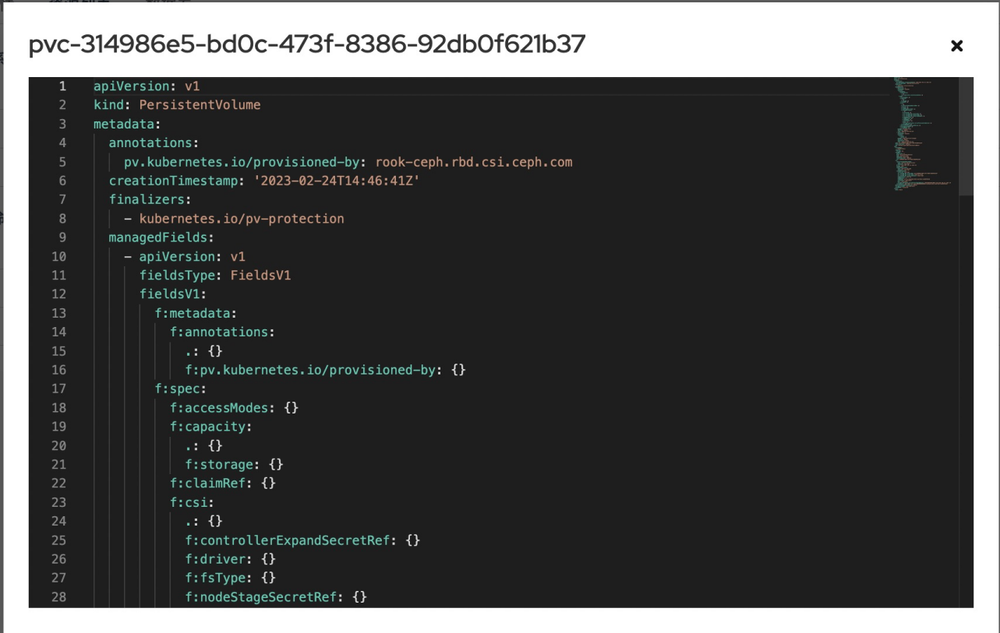 pvc-314986e5-bd0c-473f-8386-92db0f621b37
1 apiVersion: v1
2 kind: PersistentVolume
3 metadata:
4 annotations:
5 pv.kubernetes.io/provisioned-by: rook-ceph.rbd.csi.ceph.com
6 creationTimestamp: '2023-02-24T14:46:41Z'
7 finalizers:
8 - kubernetes.io/pv-protection
9 managedFields:
10 - apiVersion: v1
11 fieldsType: FieldsV1
12 fieldsV1:
13 f:metadata:
14 f:annotations:
15 .: {}
16 f:pv.kubernetes.io/provisioned-by: {}
17 f:spec:
18 f:accessModes: {}
19 f:capacity:
20 .: {}
21 f:storage: {}
22 f:claimRef: {}
23 f:csi:
24 .: {}
25 f:controllerExpandSecretRef: {}
26 f:driver: {}
27 f:fsType: {}
28 f:nodeStageSecretRef: {}